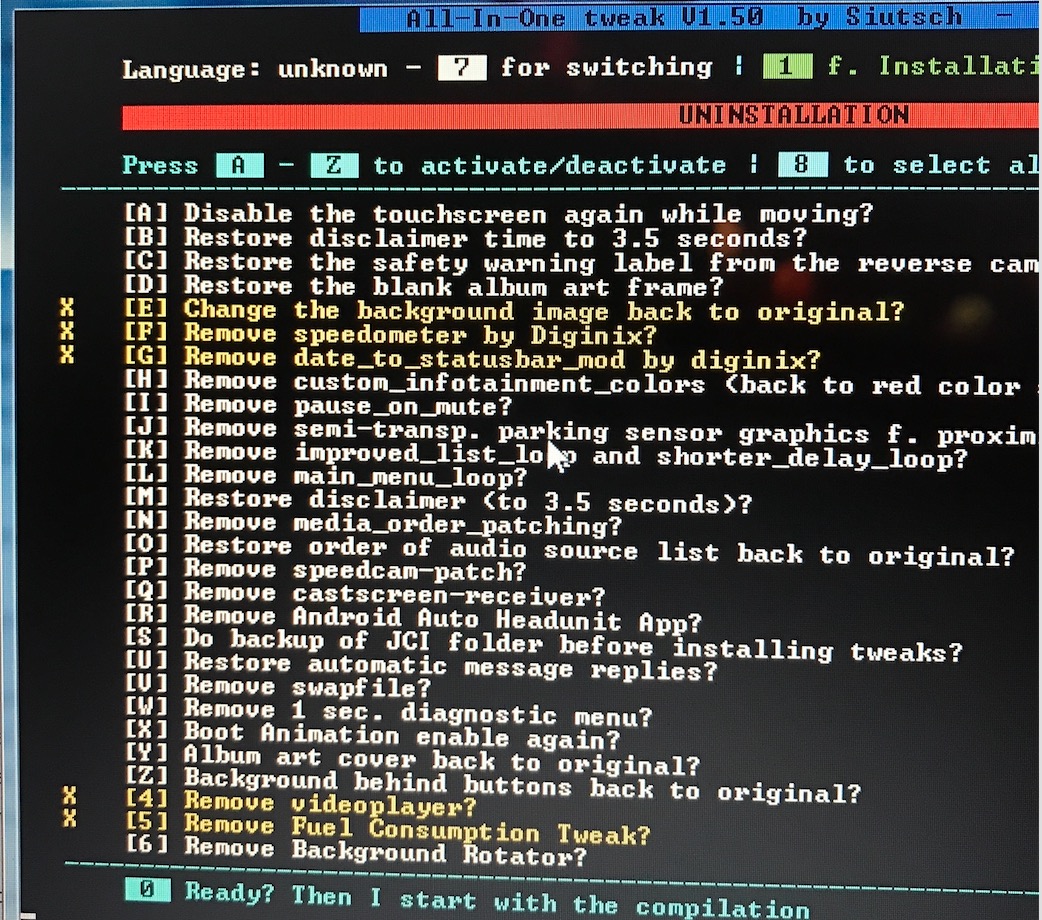 All-In-One tweak V1.50 by Siutsch -
Language: unknown - 7 for switching ¦ 1 f. Installati
UNINSTALLATION
Press A - Z to activate/deactivate ¦ 8 to select al
[A] Disable the touchscreen again while moving?
[B] Restore disclaimer time to 3.5 seconds?
[C] Restore the safety warning label from the reverse cam
[D] Restore the blank album art frame?
X [E] Change the background image back to original?
X [F] Remove speedometer by Diginix?
X [G] Remove date_to_statusbar_mod by diginix?
[H] Remove custom_infotainment_colors (back to red color
[I] Remove pause_on_mute?
[J] Remove semi-transp. parking sensor graphics f. proxim
[K] Remove improved_list_loop and shorter_delay_loop?
[L] Remove main_menu_loop?
[M] Restore disclaimer (to 3.5 seconds)?
[N] Remove media_order_patching?
[O] Restore order of audio source list back to original?
[P] Remove speedcam-patch?
[Q] Remove castscreen-receiver?
[R] Remove Android Auto Headunit App?
[S] Do backup of JCI folder before installing tweaks?
[U] Restore automatic message replies?
[V] Remove swapfile?
[W] Remove 1 sec. diagnostic menu?
[X] Boot Animation enable again?
[Y] Album art cover back to original?
[Z] Background behind buttons back to original?
X [4] Remove videoplayer?
X [5] Remove Fuel Consumption Tweak?
[6] Remove Background Rotator?
0 Ready? Then I start with the compilation